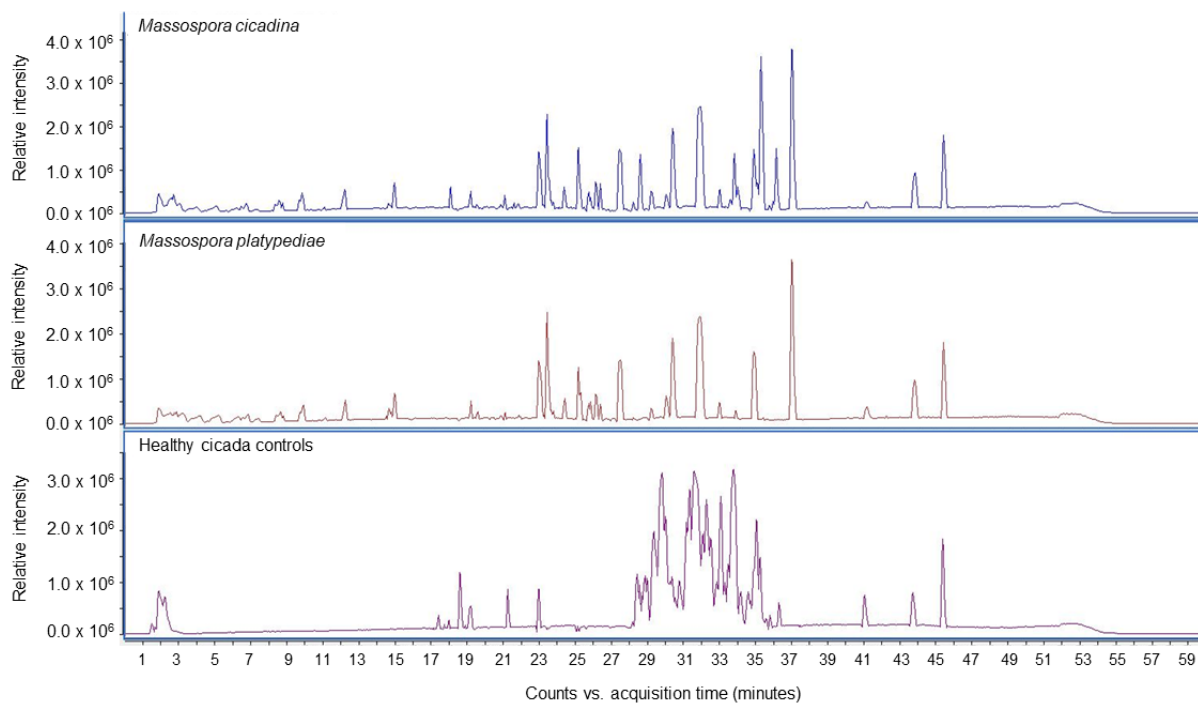 Massospora cicadina
Relative intensity
4.0 x 10⁶
3.0 x 10⁶
2.0 x 10⁶
1.0 x 10⁶
0.0 x 10⁶
Massospora platypediae
Relative intensity
4.0 x 10⁶
3.0 x 10⁶
2.0 x 10⁶
1.0 x 10⁶
0.0 x 10⁶
Healthy cicada controls
Relative intensity
3.0 x 10⁶
2.0 x 10⁶
1.0 x 10⁶
0.0 x 10⁶
1 3 5 7 9 11 13 15 17 19 21 23 25 27 29 31 33 35 37 39 41 43 45 47 49 51 53 55 57 59
Counts vs. acquisition time (minutes)